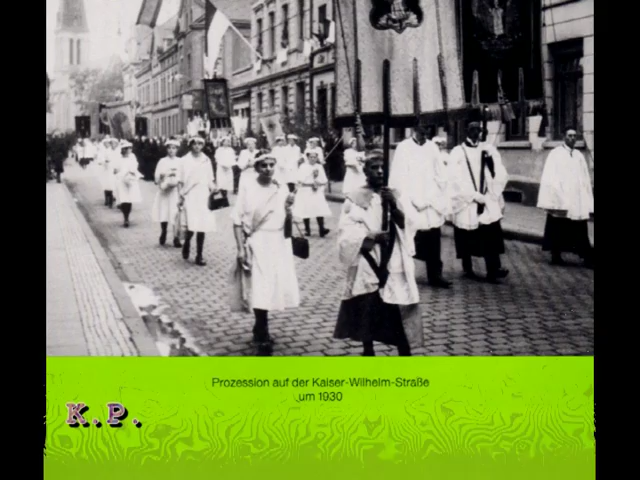 Prozession auf der Kaiser-Wilhelm-Straße
um 1930
K.P.